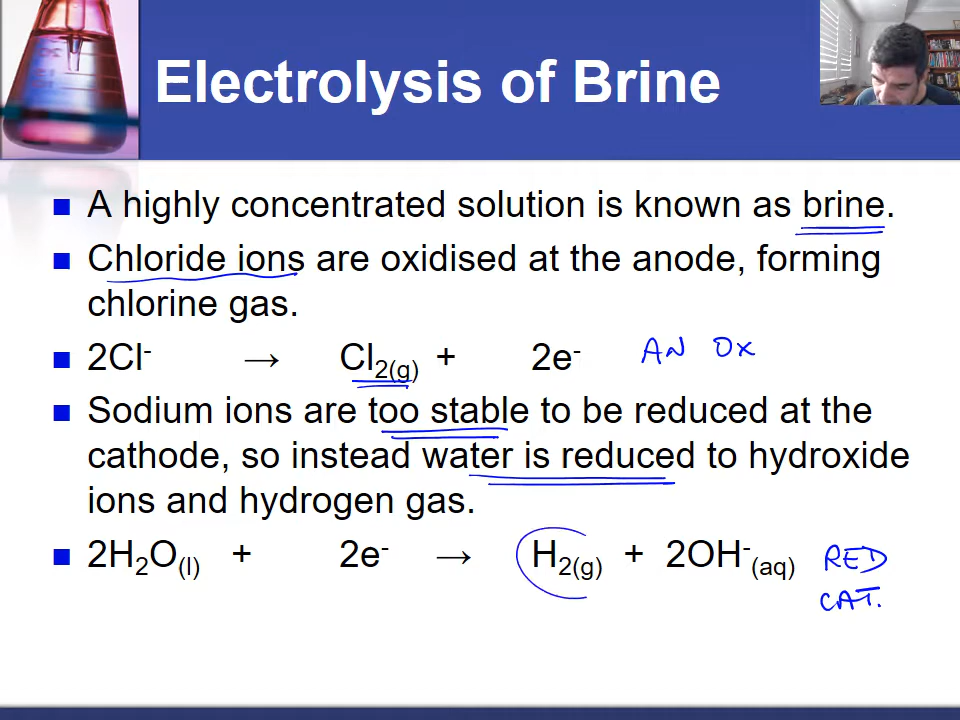 Electrolysis of Brine
A highly concentrated solution is known as brine.
Chloride ions are oxidised at the anode, forming
chlorine gas.
2Cl⁻ → Cl₂(g) + 2e⁻ AN OX
Sodium ions are too stable to be reduced at the
cathode, so instead water is reduced to hydroxide
ions and hydrogen gas.
2H₂O(l) + 2e⁻ → H₂(g) + 2OH⁻(aq) RED
CAT.